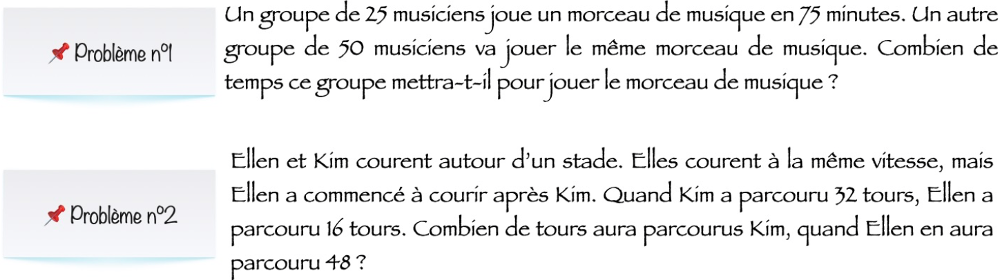 Problème n°1
Un groupe de 25 musiciens joue un morceau de musique en 75 minutes. Un autre
groupe de 50 musiciens va jouer le même morceau de musique. Combien de
temps ce groupe mettra-t-il pour jouer le morceau de musique ?
Problème n°2
Ellen et Kim courent autour d'un stade. Elles courent à la même vitesse, mais
Ellen a commencé à courir après Kim. Quand Kim a parcouru 32 tours, Ellen a
parcouru 16 tours. Combien de tours aura parcourus Kim, quand Ellen en aura
parcouru 48 ?